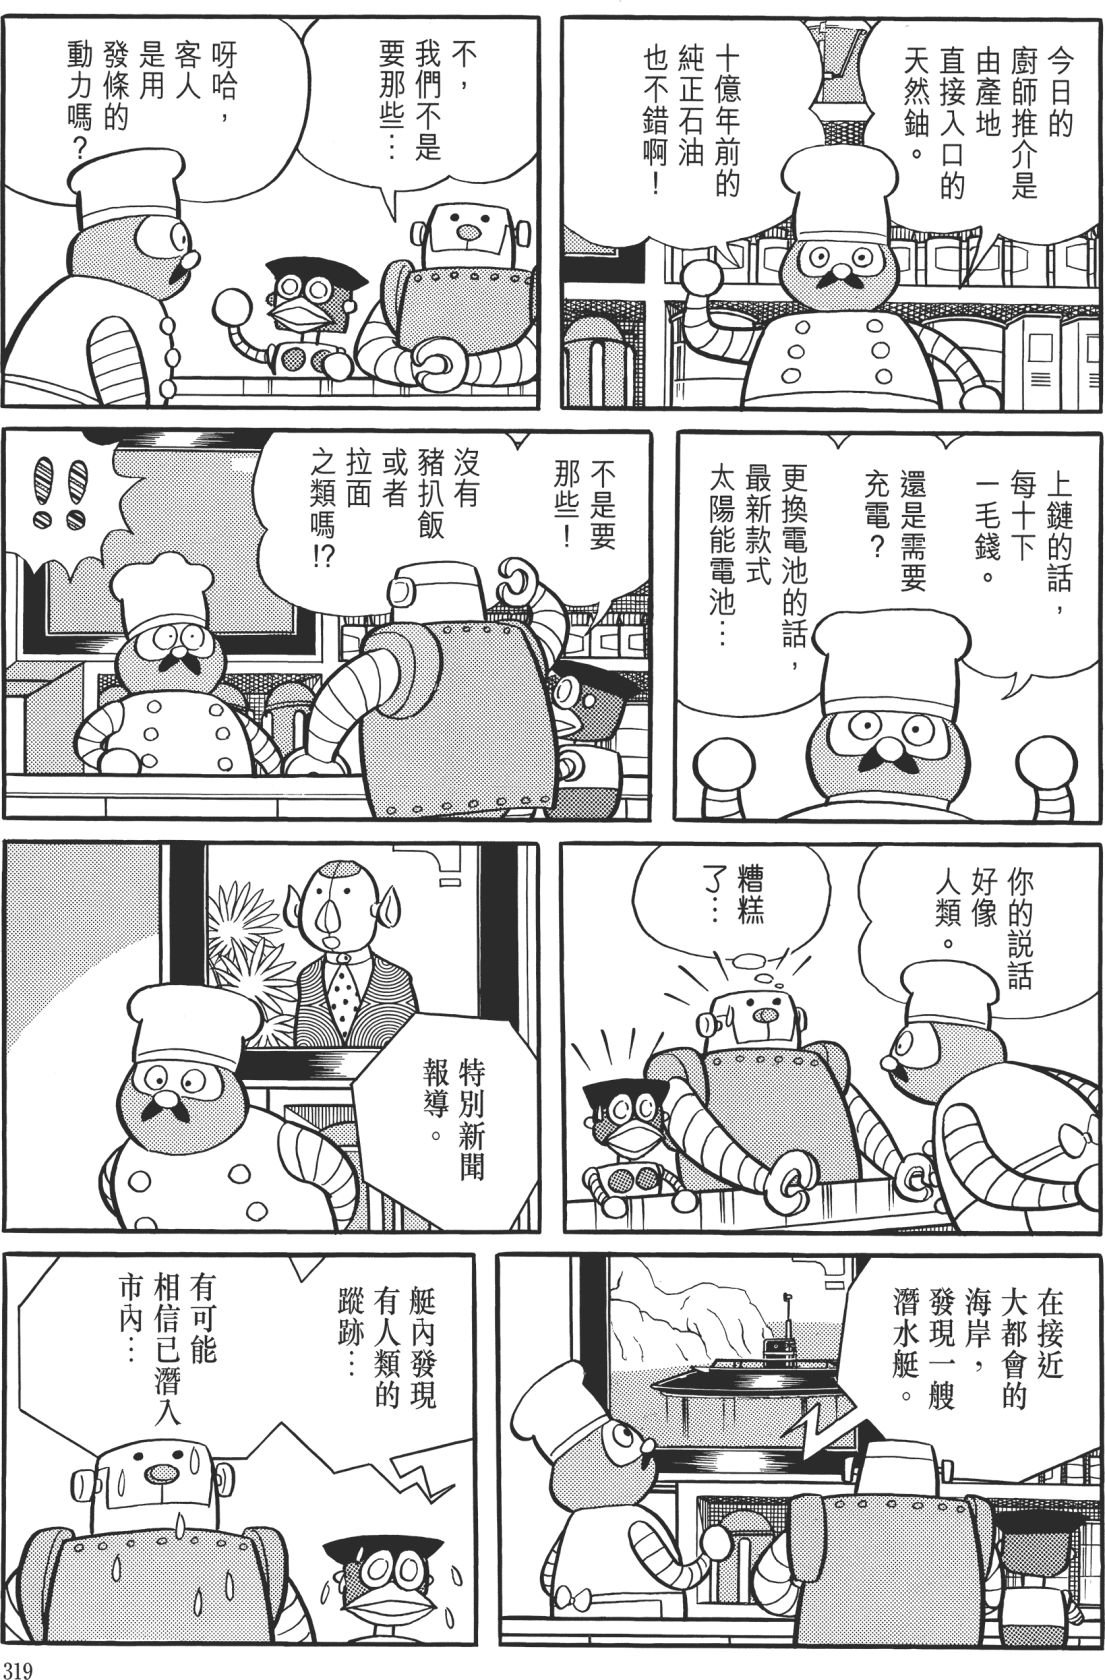 今日的
廚師推介是
由產地
直接入口的
天然鈾。
十億年前的
純正石油
也不錯啊！
不，
我們不是
要那些…
呀哈，
客人
是用
發條的
動力嗎？
上鏈的話，
每十下
一毛錢。
還是需要
充電？
更換電池的話，
最新款式
太陽能電池…
不是要
那些！
沒有
豬扒飯
或者
拉面
之類嗎!?
!!
你的説話
好像
人類。
糟糕
了…
特別新聞
報導。
在接近
大都會的
海岸，
發現一艘
潛水艇。
艇內發現
有人類的
蹤跡…
有可能
相信已潛入
市內…
319